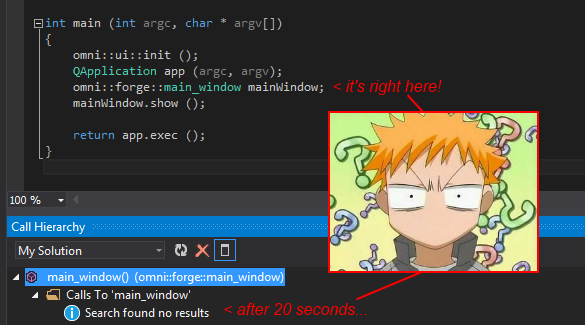 int main (int argc, char * argv[])
{
omni::ui::init ();
QApplication app (argc, argv);
omni::forge::main_window mainWindow; < it's right here!
mainWindow.show ();
return app.exec ();
}
100 %
Call Hierarchy
My Solution
main_window() (omni::forge::main_window)
Calls To 'main_window'
Search found no results < after 20 seconds...